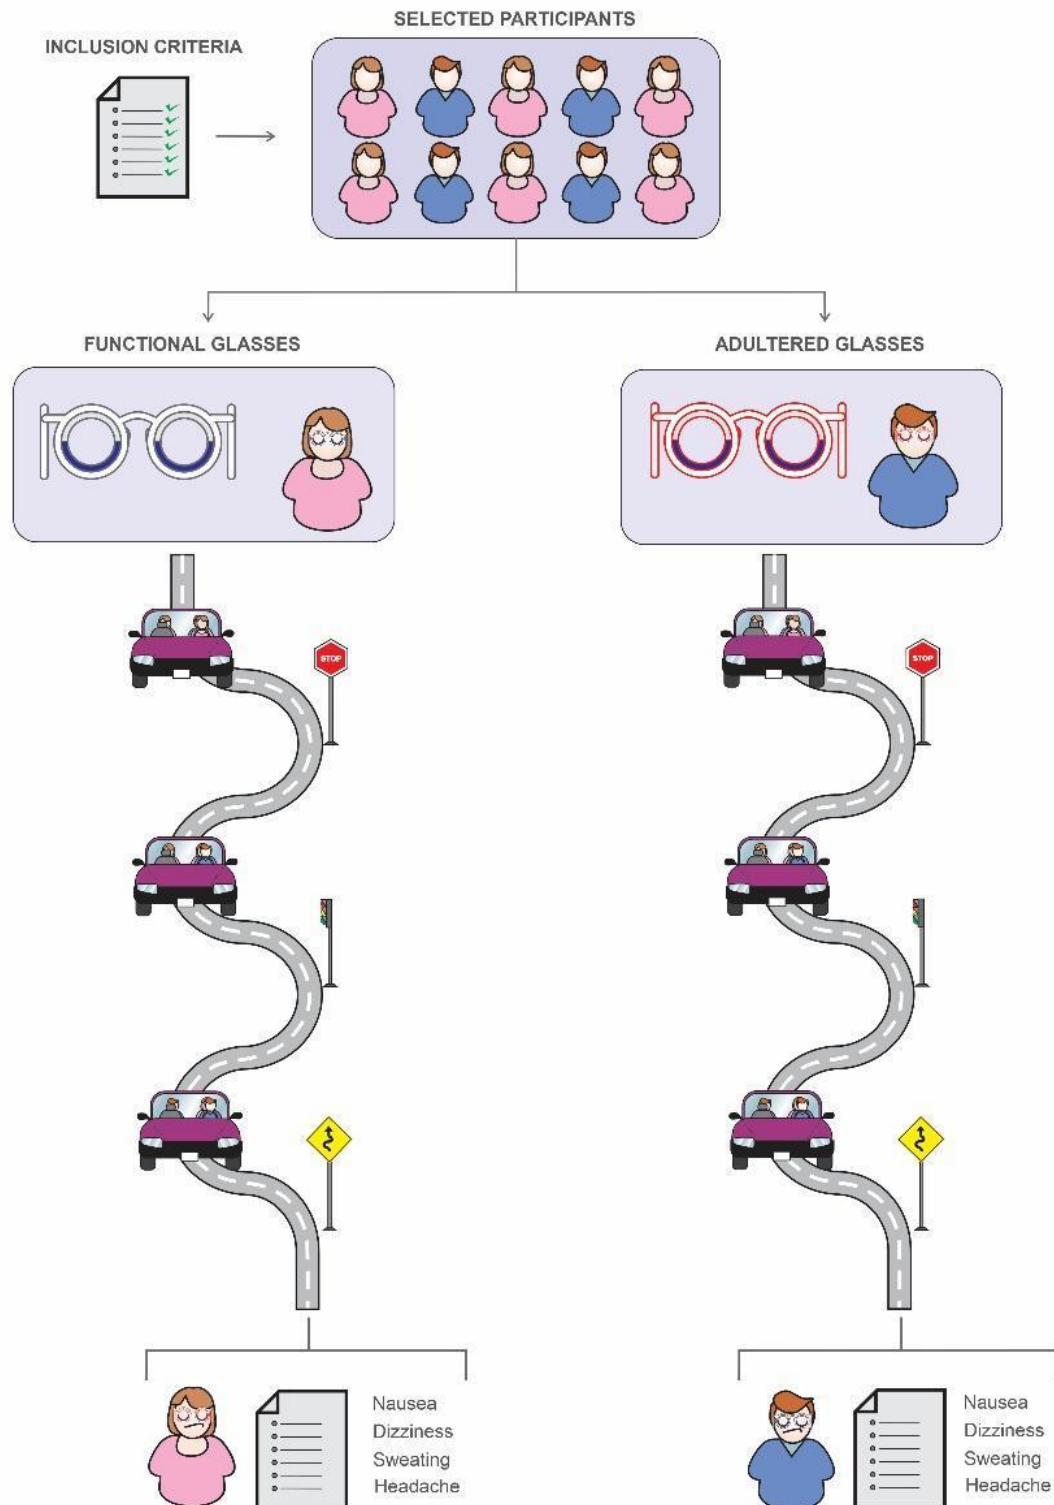 SELECTED PARTICIPANTS
INCLUSION CRITERIA
FUNCTIONAL GLASSES
ADULTERED GLASSES
STOP
STOP
Nausea
Dizziness
Sweating
Headache
Nausea
Dizziness
Sweating
Headache